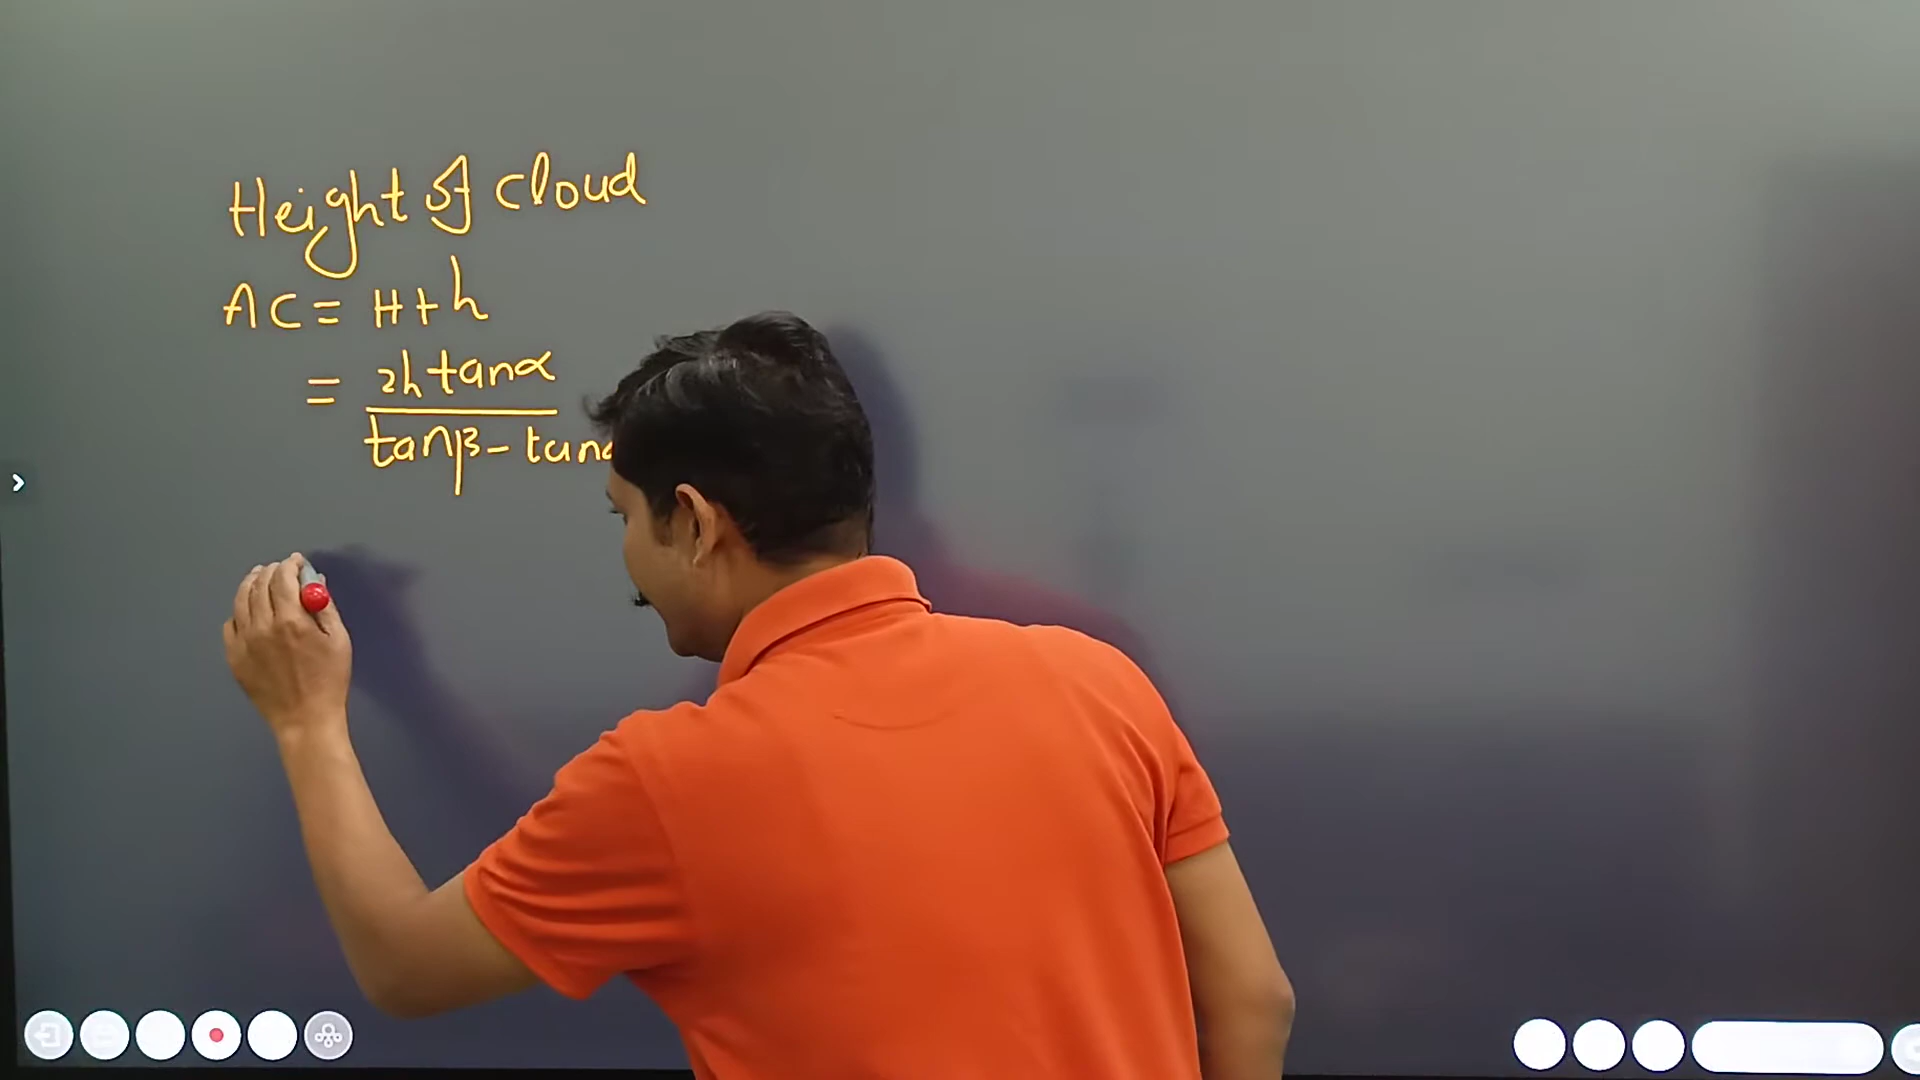 Height of cloud
AC = H + h
= 2h tanα
tanβ - tan